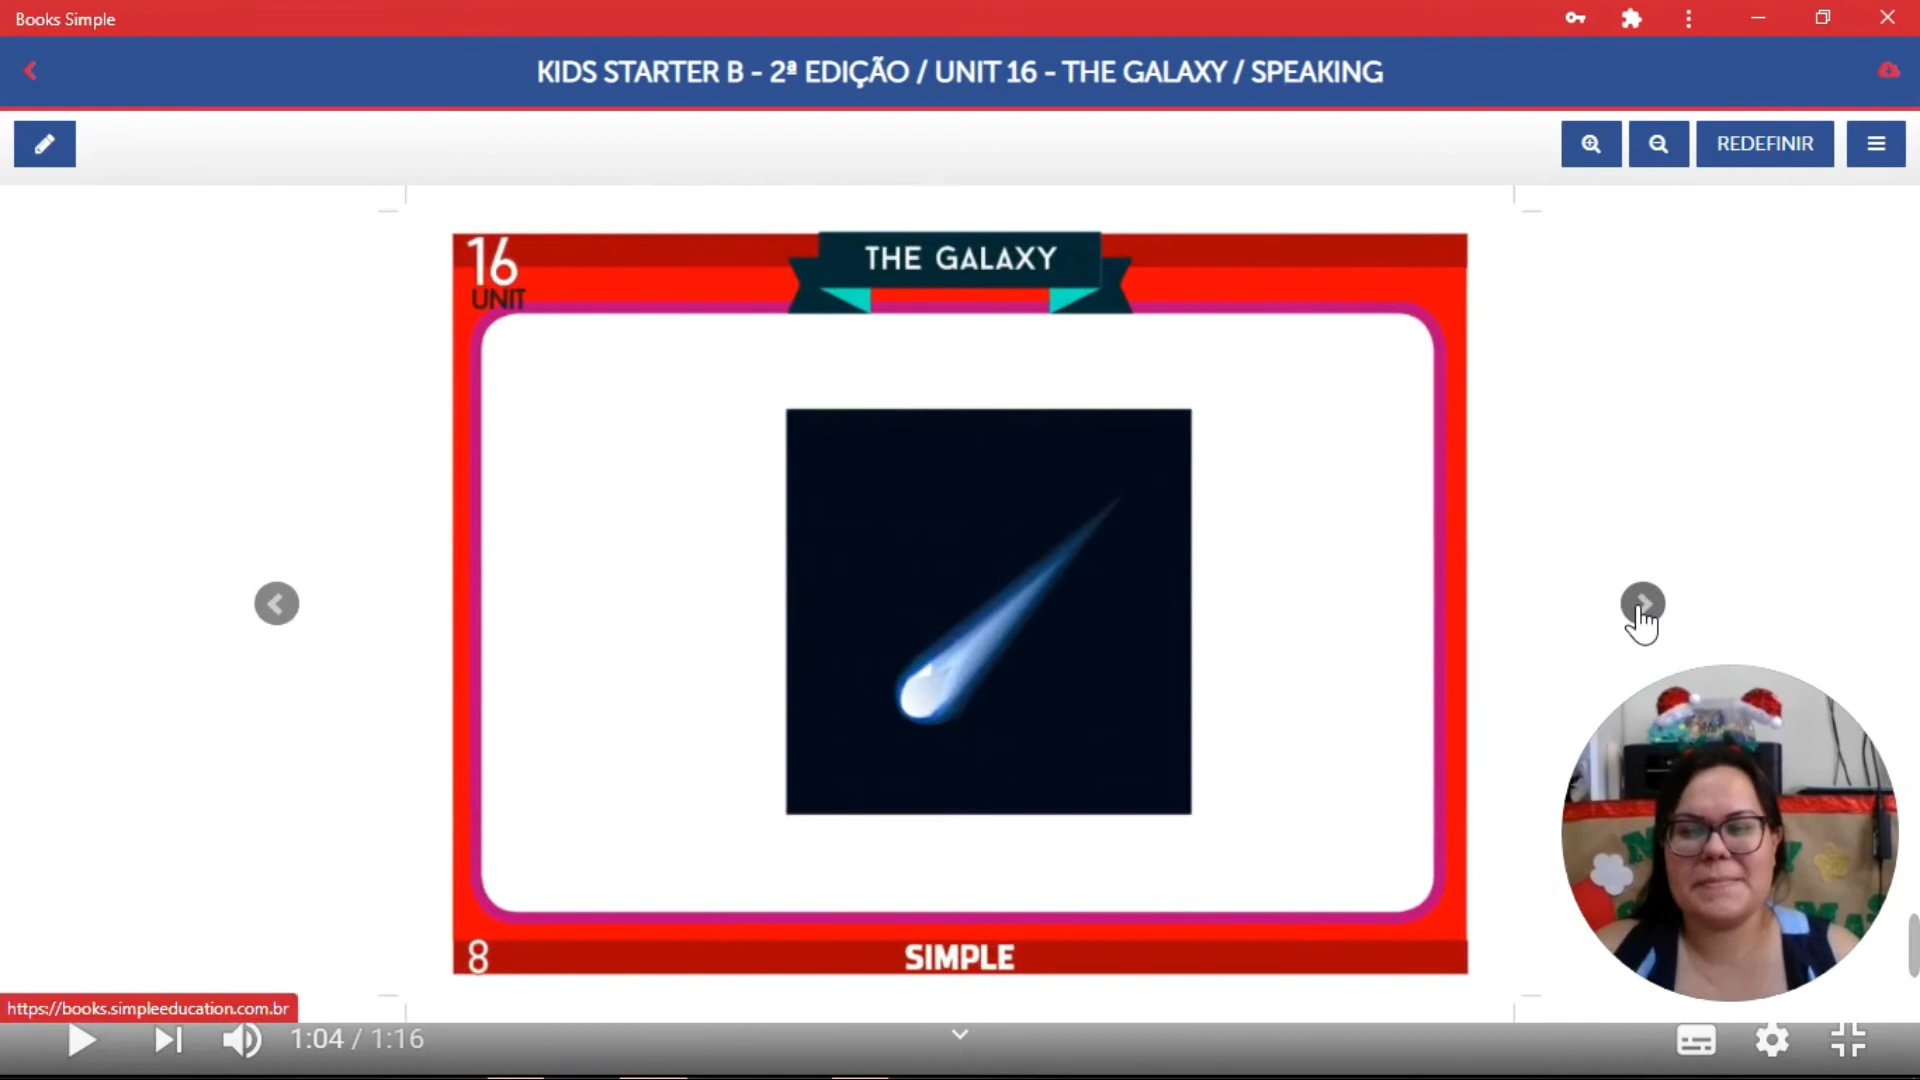 Books Simple
KIDS STARTER B - 2ª EDIÇÃO / UNIT 16 - THE GALAXY / SPEAKING
REDEFINIR
16
UNIT
THE GALAXY
8
SIMPLE
https://books.simpleeducation.com.br
1:04 / 1:16